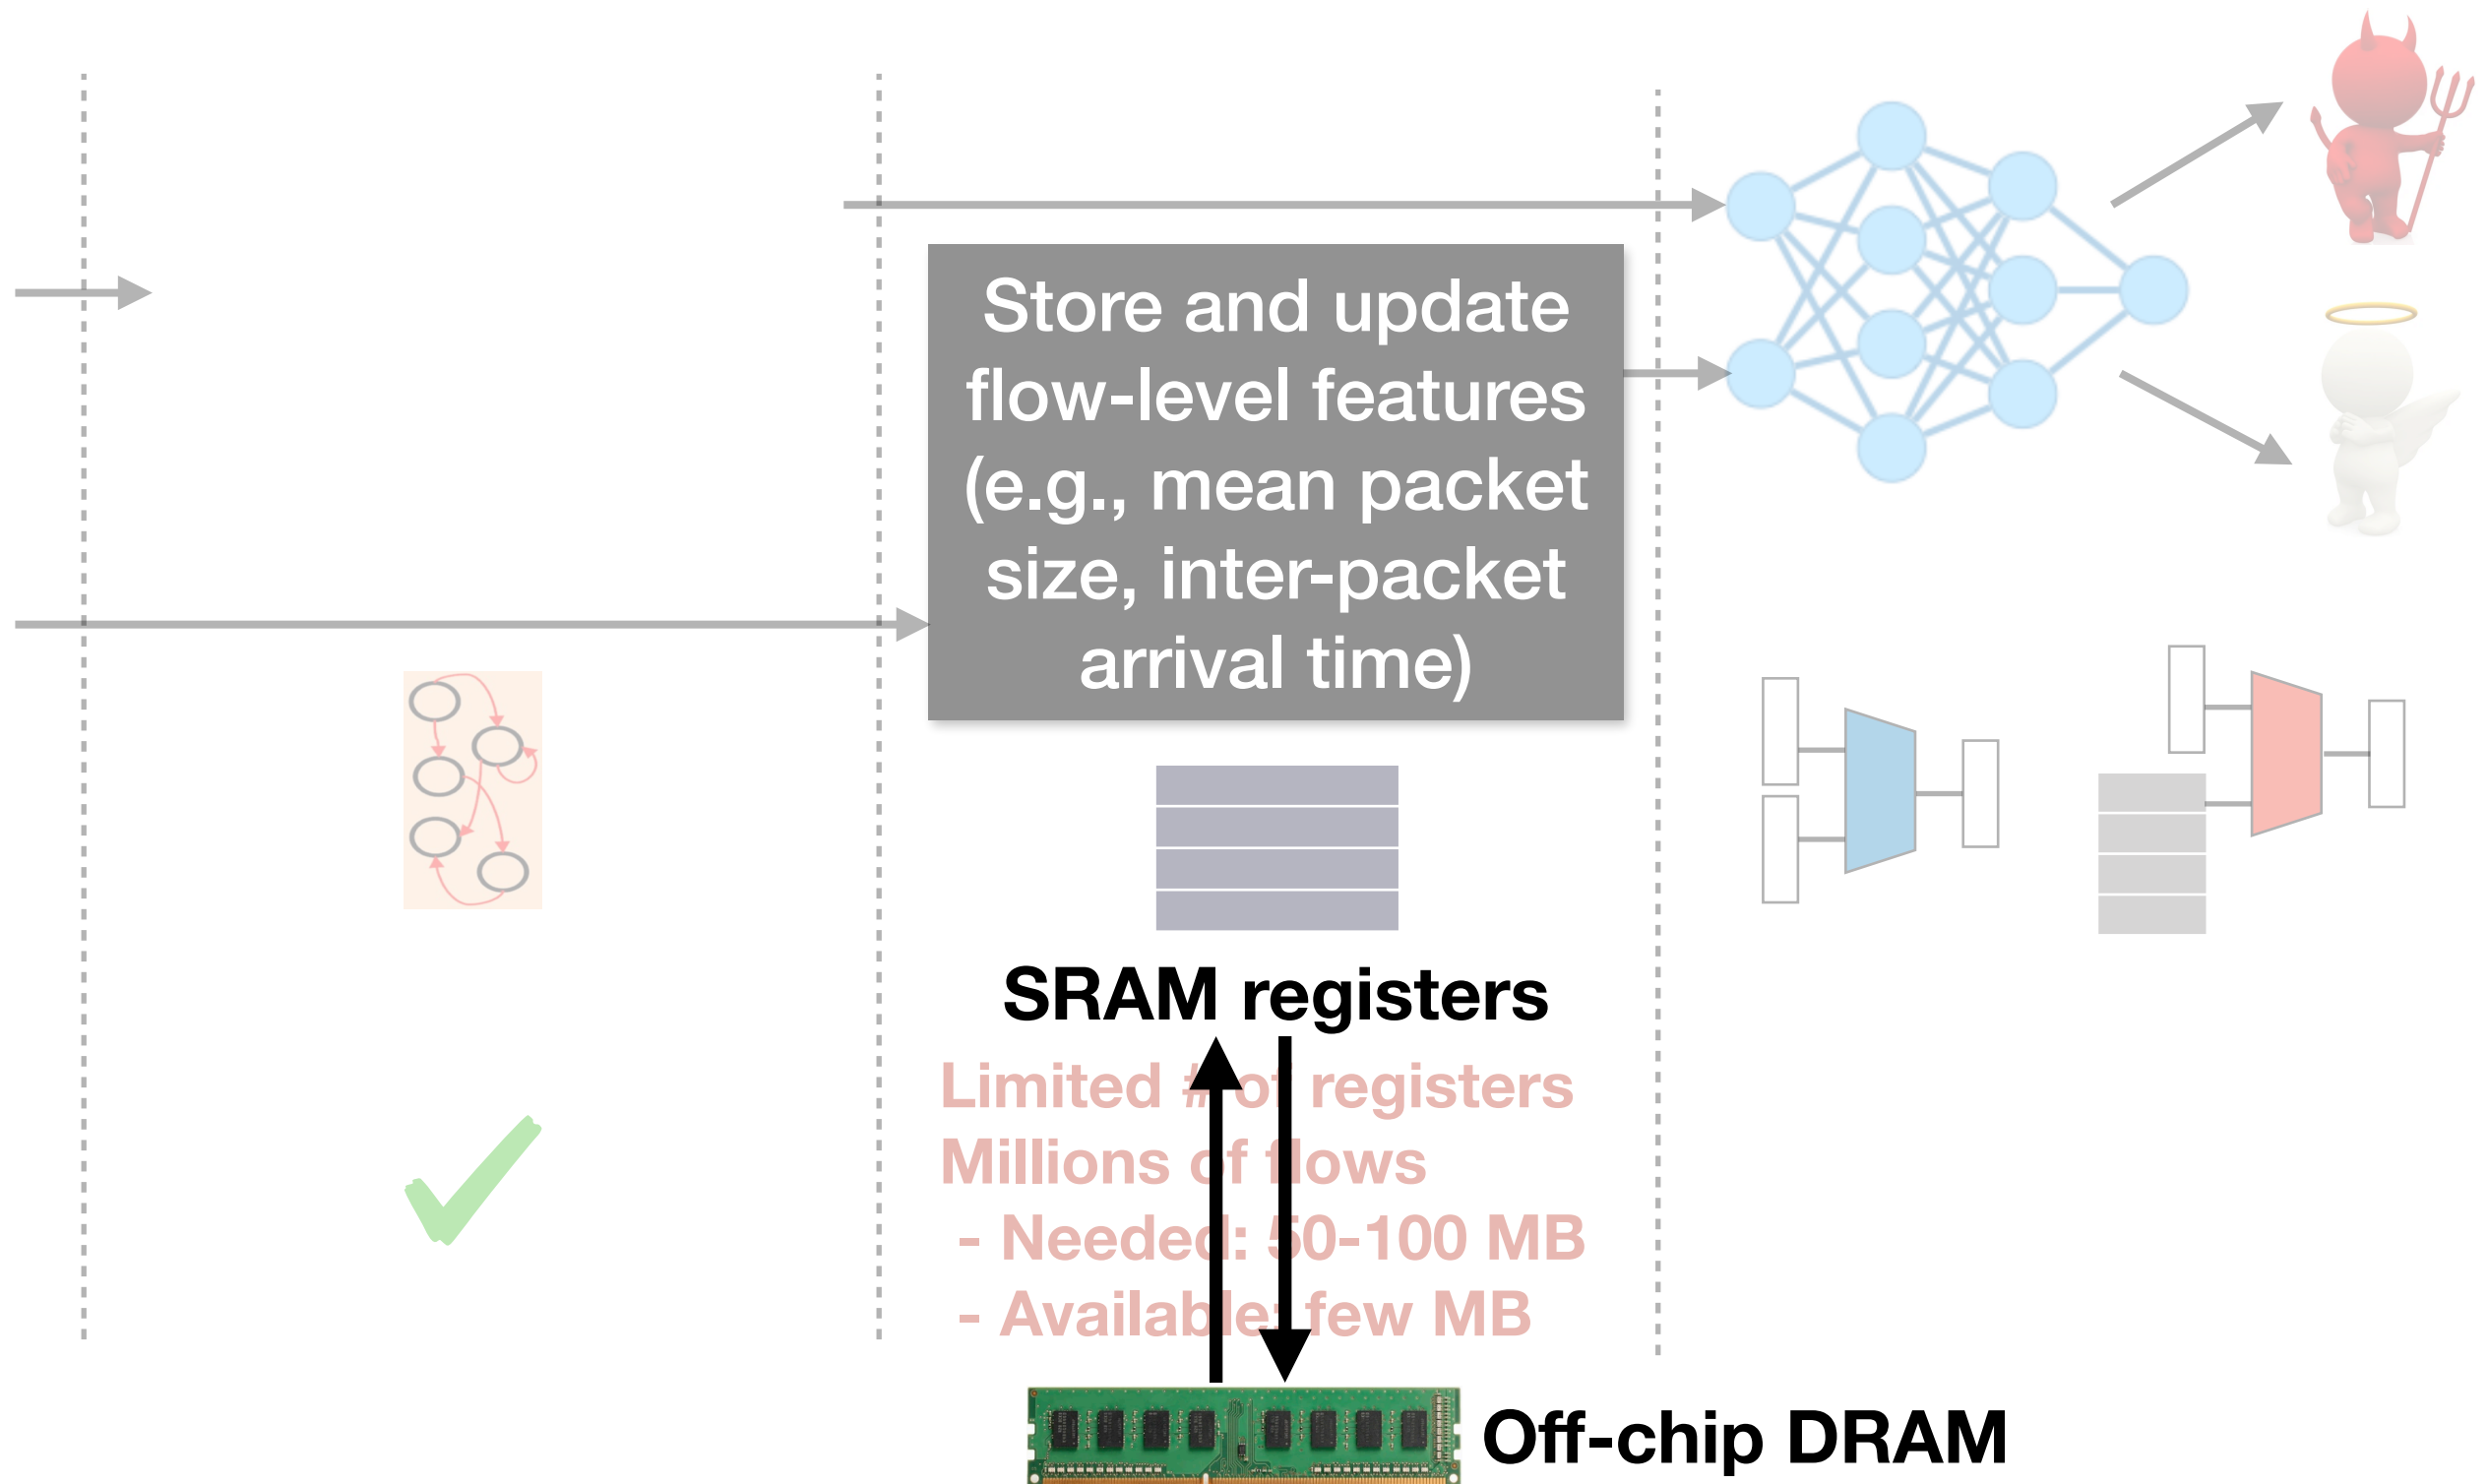 Store and update
flow-level features
(e.g., mean packet
size, inter-packet
arrival time)
SRAM registers
Limited # of registers
Millions of flows
- Needed: 50-100 MB
- Available: few MB
Off-chip DRAM